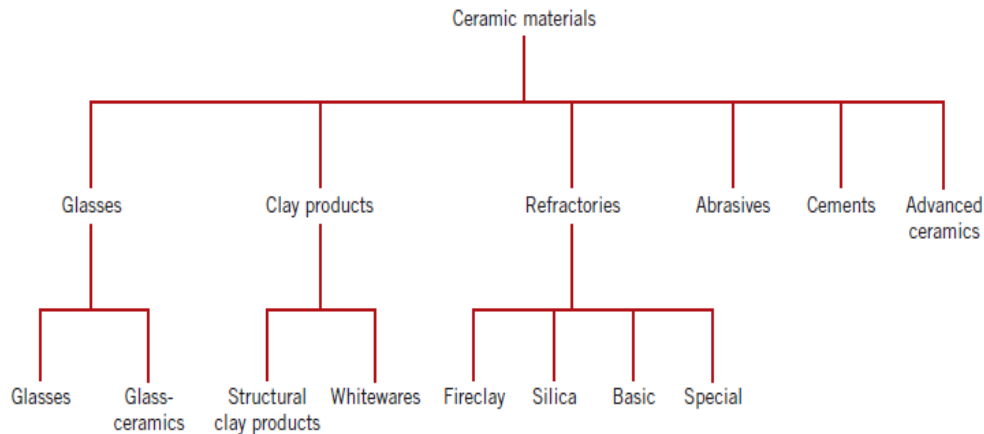 Ceramic materials
Glasses
Clay products
Refractories
Abrasives
Cements
Advanced
ceramics
Glasses
Glass-
ceramics
Structural
clay products
Whitewares
Fireclay
Silica
Basic
Special